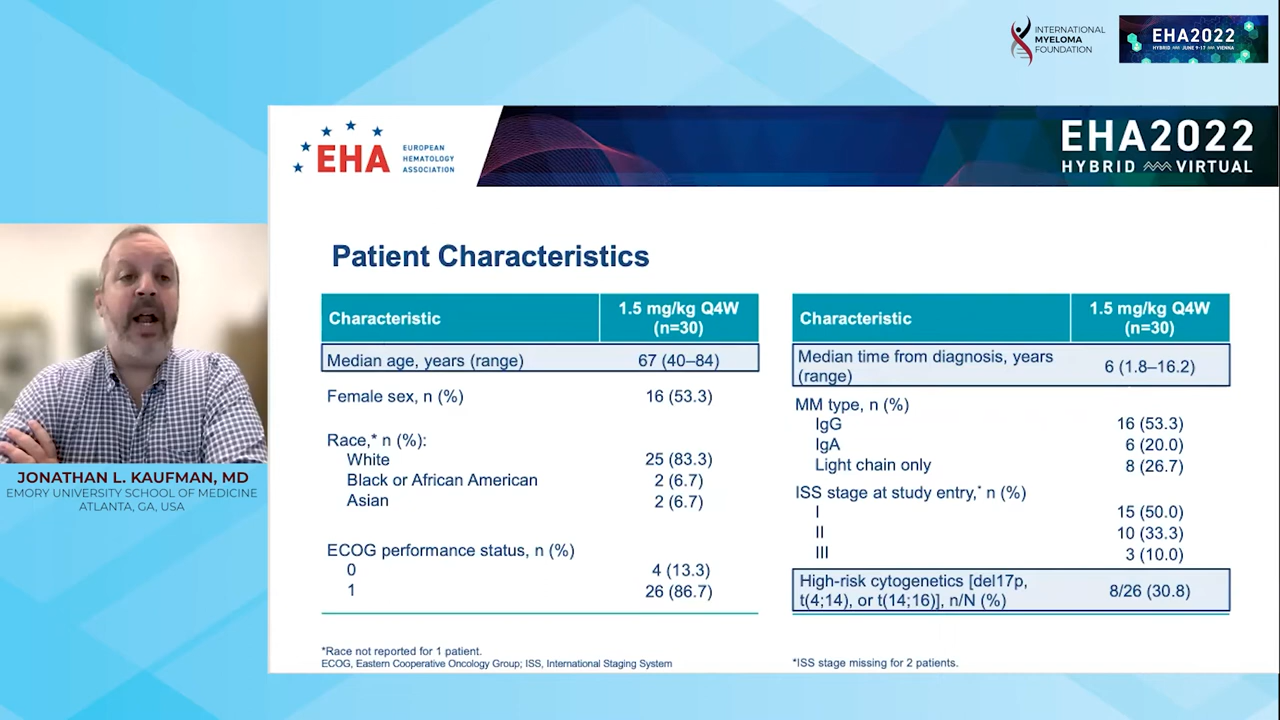 INTERNATIONAL
MYELOMA
FOUNDATION
EHA2022
HYBRID JUNE 9-17 VIENNA
EHA
EUROPEAN
HEMATOLOGY
ASSOCIATION
EHA2022
HYBRID VIRTUAL
Patient Characteristics
Characteristic 1.5 mg/kg Q4W
(n=30)
Median age, years (range) 67 (40–84)
Female sex, n (%) 16 (53.3)
Race,* n (%):
White 25 (83.3)
Black or African American 2 (6.7)
Asian 2 (6.7)
ECOG performance status, n (%)
0 4 (13.3)
1 26 (86.7)
*Race not reported for 1 patient.
ECOG, Eastern Cooperative Oncology Group; ISS, International Staging System
Characteristic 1.5 mg/kg Q4W
(n=30)
Median time from diagnosis, years
(range) 6 (1.8–16.2)
MM type, n (%)
IgG 16 (53.3)
IgA 6 (20.0)
Light chain only 8 (26.7)
ISS stage at study entry,* n (%)
I 15 (50.0)
II 10 (33.3)
III 3 (10.0)
High-risk cytogenetics [del17p,
t(4;14), or t(14;16)], n/N (%) 8/26 (30.8)
*ISS stage missing for 2 patients.
JONATHAN L. KAUFMAN, MD
EMORY UNIVERSITY SCHOOL OF MEDICINE
ATLANTA, GA, USA